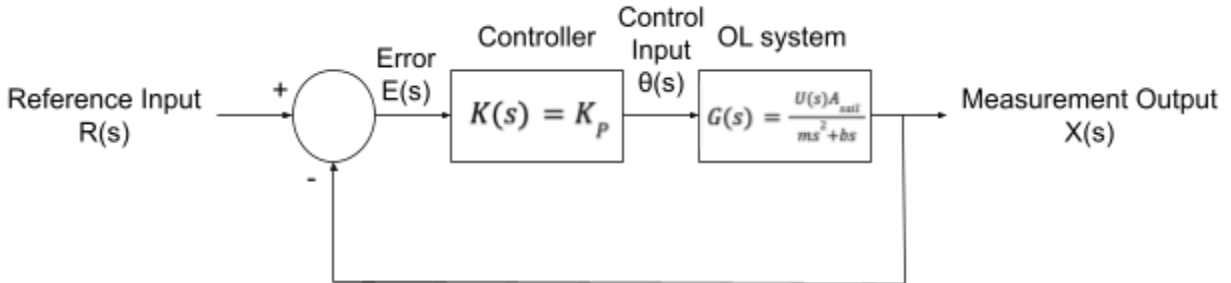 Reference Input
R(s)
+
-
Error
E(s)
Controller
K(s) = K_P
Control
Input
θ(s)
OL system
G(s) = U(s)A_sail / ms²+bs
Measurement Output
X(s)